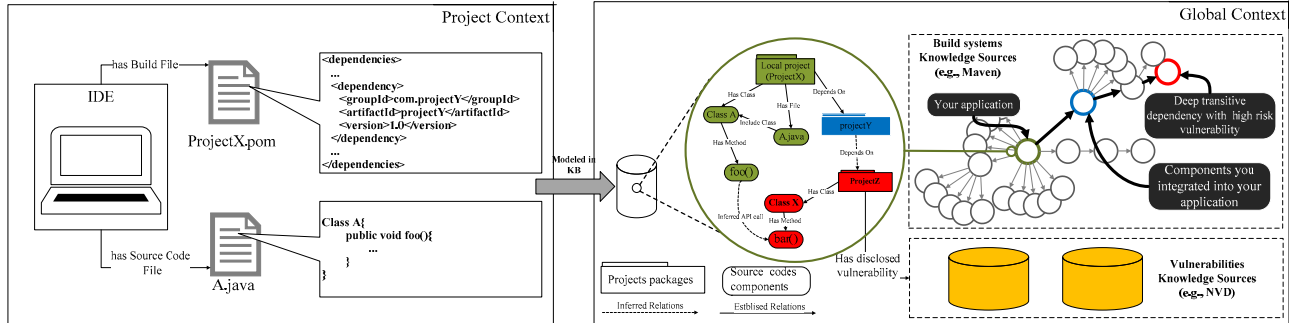 Project Context
has Build File
IDE
ProjectX.pom
<dependencies>
...
<dependency>
<groupId>com.projectY</groupId>
<artifactId>projectY</artifactId>
<version>1.0</version>
</dependency>
...
</dependencies>
has Source Code
File
A.java
Class A{
public void foo(){
...
}
}
Modeled in
KB
Global Context
Local project
(ProjectX)
Has Class
Has File
Depends On
Class A
Include Class
A.java
projectY
Has Method
Depends On
foo()
ProjectZ
Has Class
Class X
Inferred API call
Has Method
bar()
Has disclosed
vulnerability
Projects packages
Source codes
components
Inferred Relations
Estblised Relations
Build systems
Knowledge Sources
(e.g., Maven)
Your application
Deep transitive
dependency with high risk
vulnerability
Components you
integrated into your
application
Vulnerabilities
Knowledge Sources
(e.g., NVD)